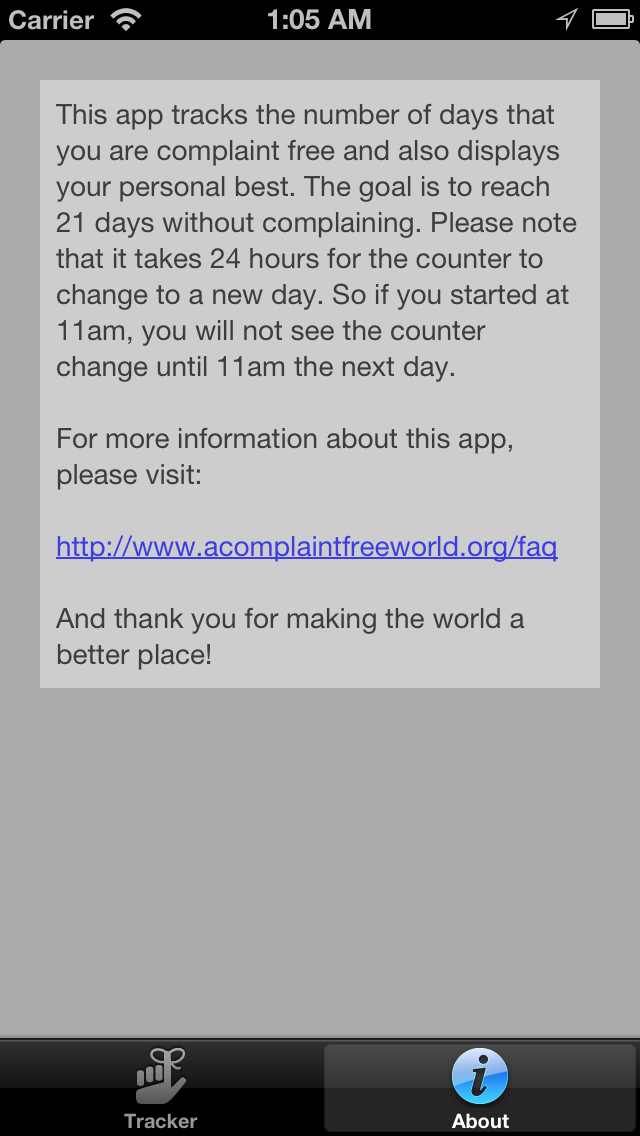 Carrier 1:05 AM
This app tracks the number of days that
you are complaint free and also displays
your personal best. The goal is to reach
21 days without complaining. Please note
that it takes 24 hours for the counter to
change to a new day. So if you started at
11am, you will not see the counter
change until 11am the next day.
For more information about this app,
please visit:
http://www.acomplaintfreeworld.org/faq
And thank you for making the world a
better place!
Tracker About